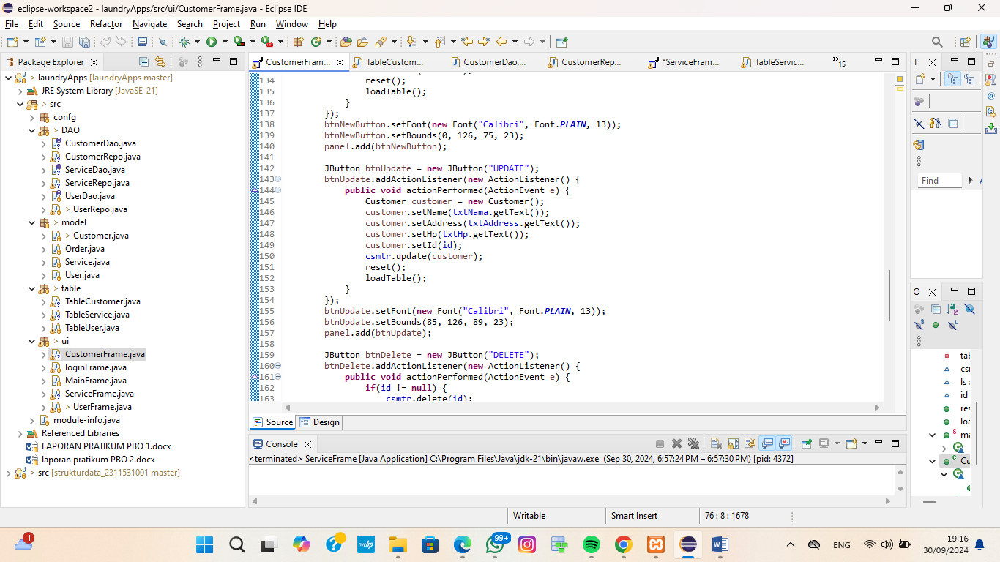 eclipse-workspace2 - laundryApps/src/ui/CustomerFrame.java - Eclipse IDE
File Edit Source Refactor Navigate Search Project Run Window Help
Package Explorer
> laundryApps [laundryApps master]
JRE System Library [JavaSE-21]
> src
confg
> DAO
CustomerDao.java
CustomerRepo.java
ServiceDao.java
ServiceRepo.java
UserDao.java
> UserRepo.java
> model
> Customer.java
Order.java
Service.java
User.java
> table
TableCustomer.java
TableService.java
TableUser.java
> ui
CustomerFrame.java
loginFrame.java
MainFrame.java
ServiceFrame.java
> UserFrame.java
module-info.java
Referenced Libraries
LAPORAN PRATIKUM PBO 1.docx
laporan pratikum PBO 2.docx
> src [strukturdata_2311531001 master]
CustomerFram... TableCustom... CustomerDao.... CustomerRep... *ServiceFram... TableServic... »15
134 reset();
135 loadTable();
136 }
137 });
138 btnNewButton.setFont(new Font("Calibri", Font.PLAIN, 13));
139 btnNewButton.setBounds(0, 126, 75, 23);
140 panel.add(btnNewButton);
141
142 JButton btnUpdate = new JButton("UPDATE");
143 btnUpdate.addActionListener(new ActionListener() {
144 public void actionPerformed(ActionEvent e) {
145 Customer customer = new Customer();
146 customer.setName(txtNama.getText());
147 customer.setAddress(txtAddress.getText());
148 customer.setHp(txtHp.getText());
149 customer.setId(id);
150 csmtr.update(customer);
151 reset();
152 loadTable();
153 }
154 });
155 btnUpdate.setFont(new Font("Calibri", Font.PLAIN, 13));
156 btnUpdate.setBounds(85, 126, 89, 23);
157 panel.add(btnUpdate);
158
159 JButton btnDelete = new JButton("DELETE");
160 btnDelete.addActionListener(new ActionListener() {
161 public void actionPerformed(ActionEvent e) {
162 if(id != null) {
163 csmtr.delete(id);
Source Design
Console
<terminated> ServiceFrame [Java Application] C:\Program Files\Java\jdk-21\bin\javaw.exe (Sep 30, 2024, 6:57:24 PM – 6:57:30 PM) [pid: 4372]
T
Find
O
tab
csr
ls :
id
res
loa
ma
Cu
Writable Smart Insert 76 : 8 : 1678
1
myhp
99+
ENG
19:16
30/09/2024